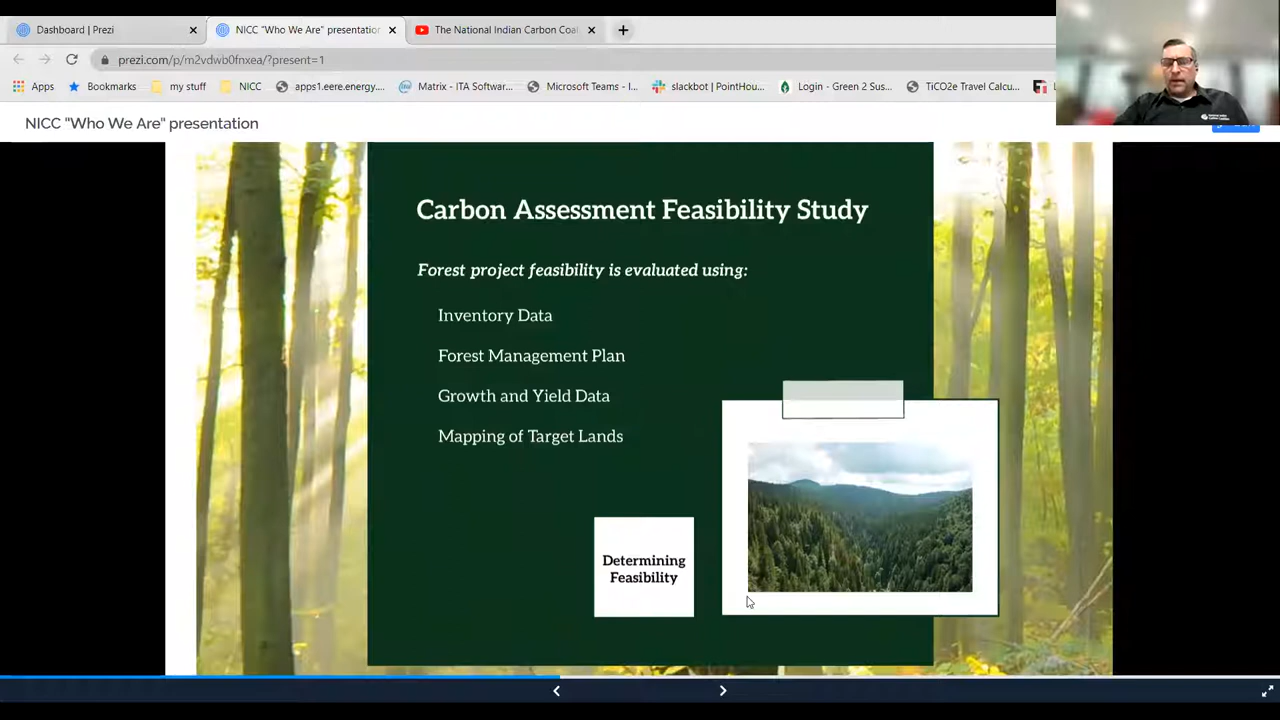 Dashboard | Prezi
NICC "Who We Are" presentation
The National Indian Carbon Coal
prezi.com/p/m2vdwb0fnxea/?present=1
Apps
Bookmarks
my stuff
NICC
apps1.eere.energy....
Matrix - ITA Softwar...
Microsoft Teams - I...
slackbot (PointHou...
Login - Green 2 Sus...
TiCO2e Travel Calcu...
NICC "Who We Are" presentation
Carbon Assessment Feasibility Study
Forest project feasibility is evaluated using:
Inventory Data
Forest Management Plan
Growth and Yield Data
Mapping of Target Lands
Determining
Feasibility